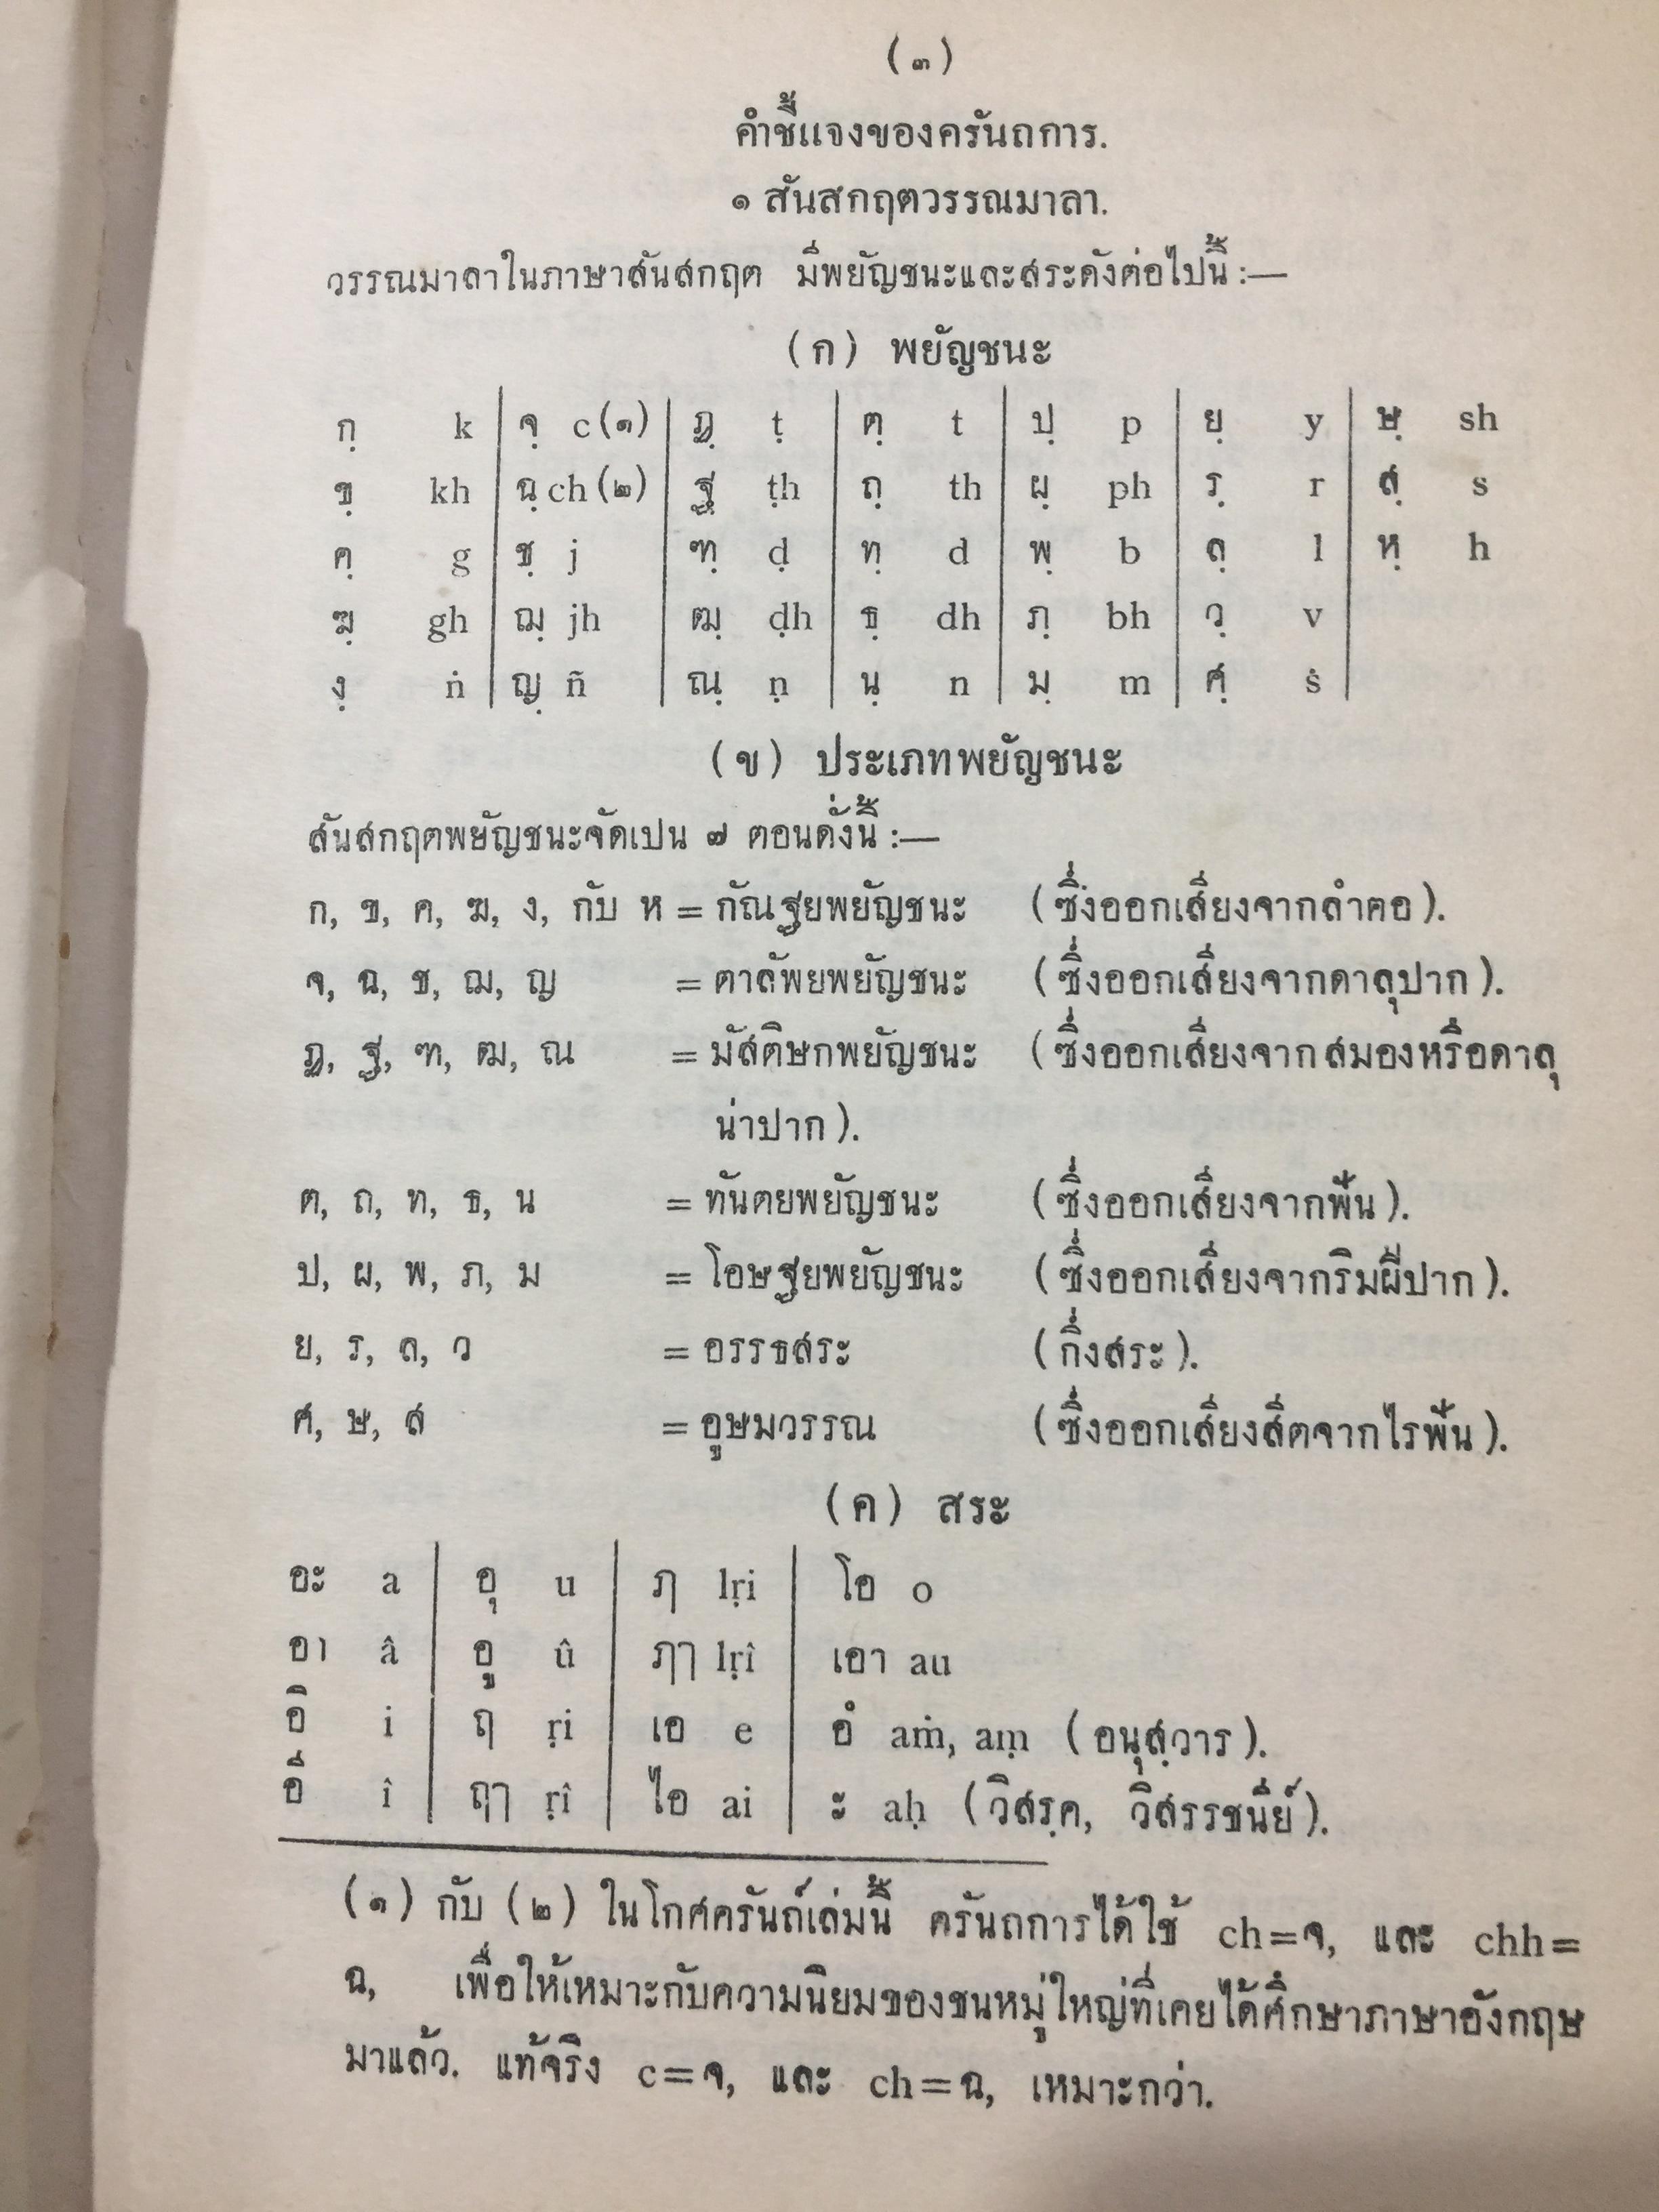 (๓)
คำชี้แจงของครันถการ.
๑ สันสกฤตวรรณมาลา.
วรรณมาลาในภาษาสันสกฤต มีพยัญชนะและสระดังต่อไปนี้ :—
(ก) พยัญชนะ
กฺ k จฺ c (๑) ฏฺ ṭ ตฺ t ปฺ p ยฺ y ษฺ sh
ขฺ kh ฉฺ ch (๒) ฐฺ ṭh ถฺ th ผฺ ph รฺ r สฺ s
คฺ g ชฺ j ฑฺ ḍ ทฺ d พฺ b ลฺ l หฺ h
ฆฺ gh ฌฺ jh ฒฺ ḍh ธฺ dh ภฺ bh วฺ v
งฺ ṅ ญฺ ñ ณฺ ṇ นฺ n มฺ m ศฺ ṡ
(ข) ประเภทพยัญชนะ
สันสกฤตพยัญชนะจัดเปน ๗ ตอนดั่งนี้ :—
ก, ข, ค, ฆ, ง, กับ ห = กัณฐยพยัญชนะ (ซึ่งออกเสียงจากลำคอ).
จ, ฉ, ช, ฌ, ญ = ตาลัพยพยัญชนะ (ซึ่งออกเสียงจากดาลุปาก).
ฏ, ฐ, ฑ, ฒ, ณ = มัสติษกพยัญชนะ (ซึ่งออกเสียงจากสมองหรือดาลุ
น่าปาก).
ต, ถ, ท, ธ, น = ทันตยพยัญชนะ (ซึ่งออกเสียงจากฟัน).
ป, ผ, พ, ภ, ม = โอษฐยพยัญชนะ (ซึ่งออกเสียงจากริมผีปาก).
ย, ร, ล, ว = อรรธสระ (กึ่งสระ).
ศ, ษ, ส = อูษมวรรณ (ซึ่งออกเสียงสีตจากไรฟัน).
(ค) สระ
อะ a อุ u ฦ lṛi โอ o
อา â อู û ฦๅ lṛî เอา au
อิ i ฤ ṛi เอ e อํ aṁ, aṃ (อนุสฺวาร).
อี î ฤๅ ṛî ไอ ai ะ aḥ (วิสรฺค, วิสรรชนีย์).
(๑) กับ (๒) ในโกศครันถ์เล่มนี้ ครันถการได้ใช้ ch=จ, และ chh=
ฉ, เพื่อให้เหมาะกับความนิยมของชนหมู่ใหญ่ที่เคยได้ศึกษาภาษาอังกฤษ
มาแล้ว. แท้จริง c=จ, และ ch=ฉ, เหมาะกว่า.